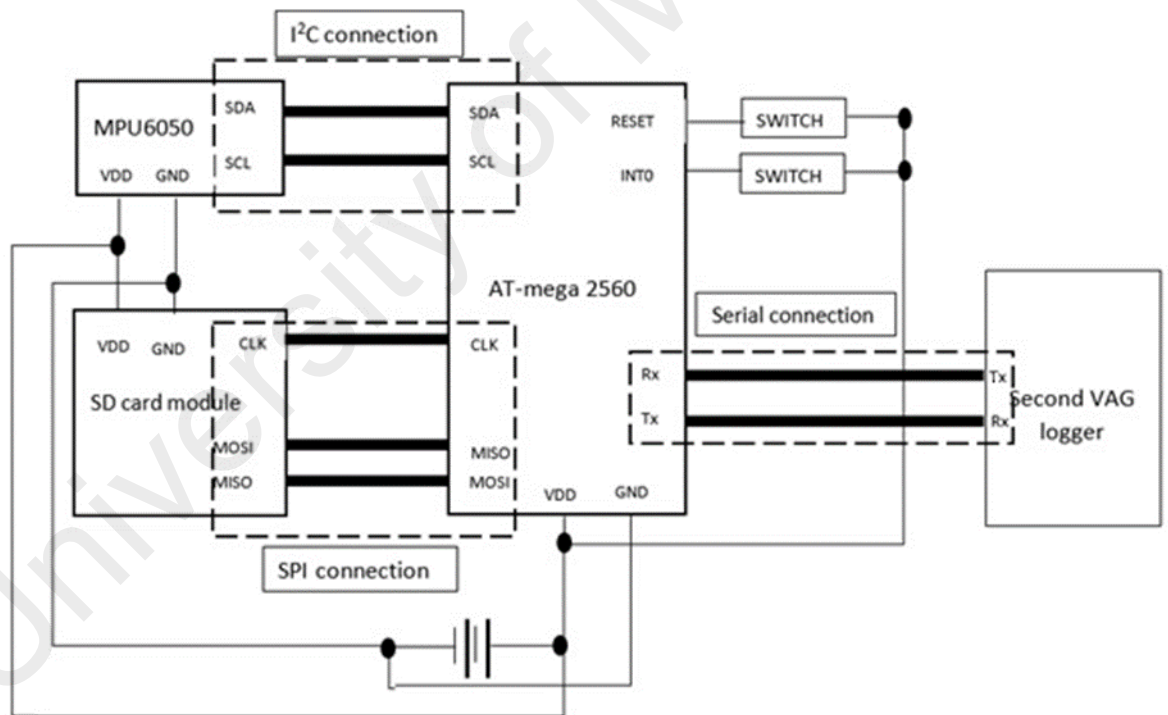 I²C connection
MPU6050
SDA
SCL
VDD GND
SDA
SCL
RESET
INT0
SWITCH
SWITCH
AT-mega 2560
VDD GND
SD card module
CLK
MOSI
MISO
CLK
MISO
MOSI
SPI connection
Serial connection
Rx
Tx
Tx
Rx
Second VAG
logger
VDD GND
University of M